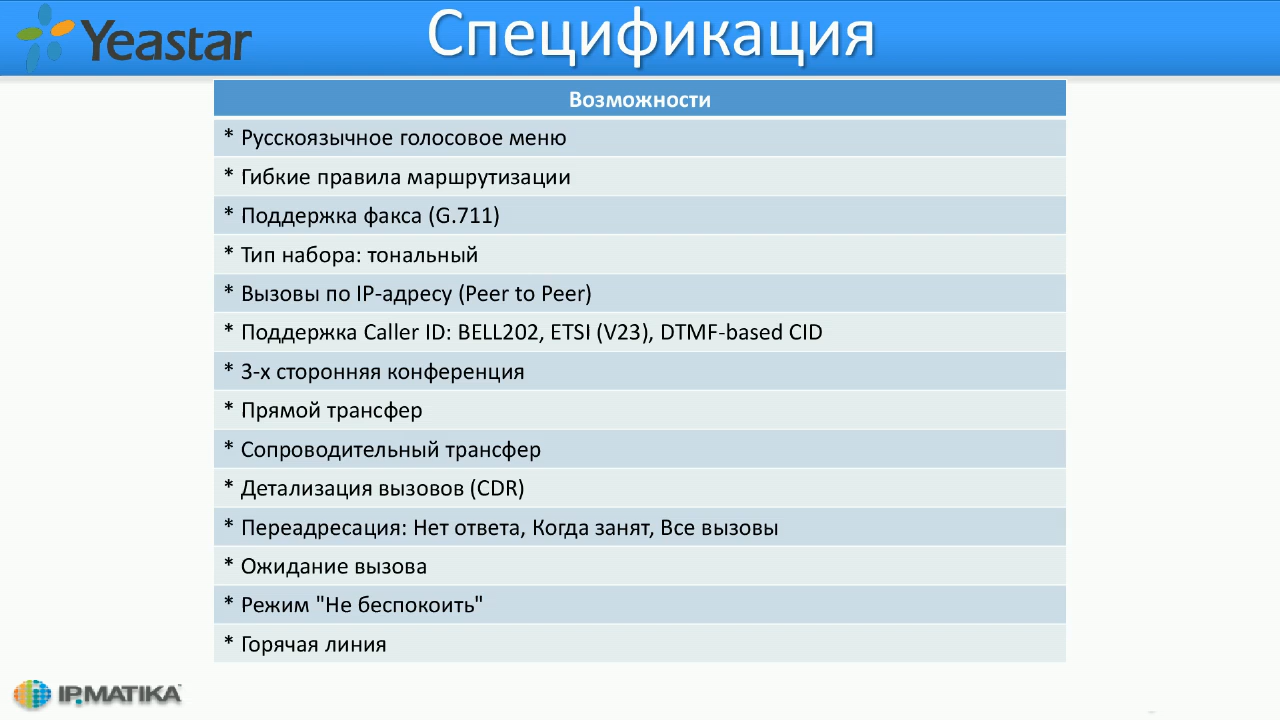 Yeastar
Спецификация
Возможности
* Русскоязычное голосовое меню
* Гибкие правила маршрутизации
* Поддержка факса (G.711)
* Тип набора: тональный
* Вызовы по IP-адресу (Peer to Peer)
* Поддержка Caller ID: BELL202, ETSI (V23), DTMF-based CID
* 3-х сторонняя конференция
* Прямой трансфер
* Сопроводительный трансфер
* Детализация вызовов (CDR)
* Переадресация: Нет ответа, Когда занят, Все вызовы
* Ожидание вызова
* Режим "Не беспокоить"
* Горячая линия
IPMATIKA